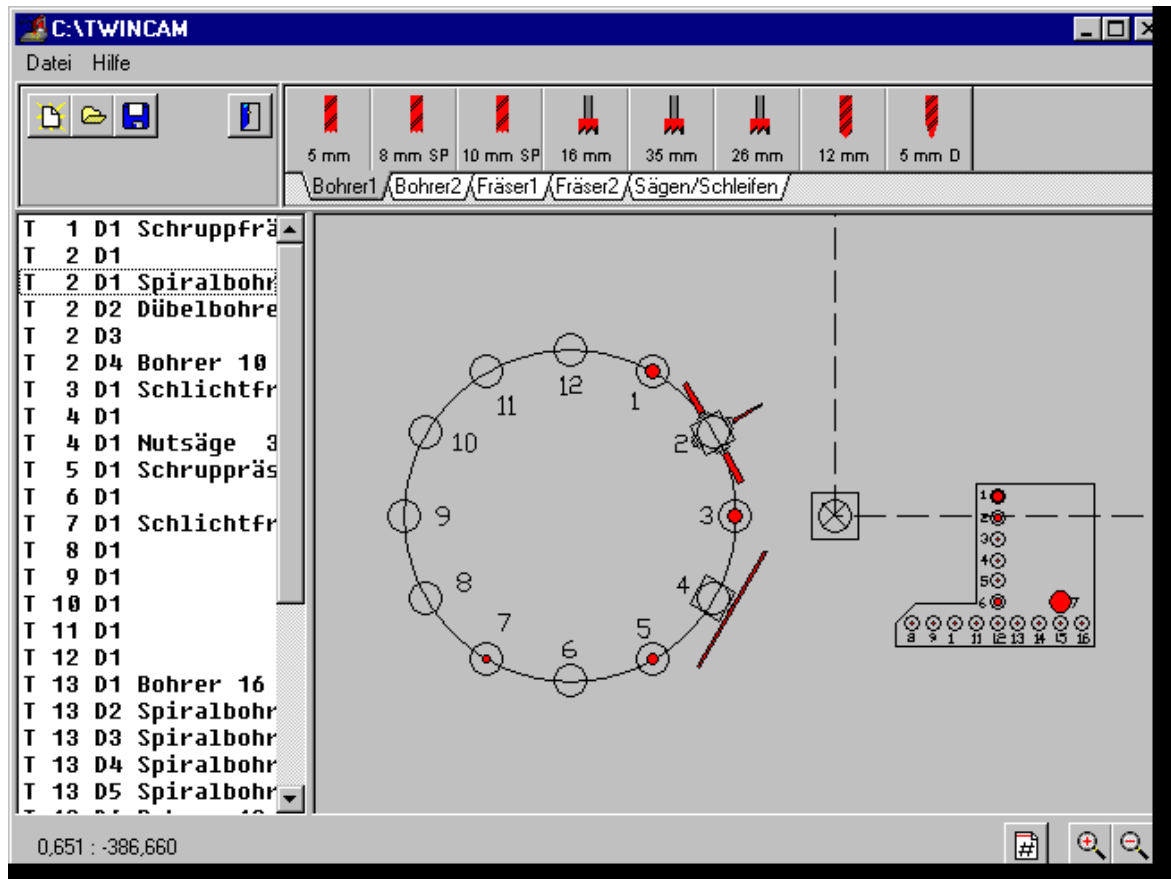 C:\TWINCAM
Datei Hilfe
5 mm 8 mm SP 10 mm SP 16 mm 35 mm 26 mm 12 mm 5 mm D
Bohrer1 Bohrer2 Fräser1 Fräser2 Sägen/Schleifen
T 1 D1 Schruppfrä
T 2 D1
T 2 D1 Spiralbohr
T 2 D2 Dübelbohre
T 2 D3
T 2 D4 Bohrer 10
T 3 D1 Schlichtfr
T 4 D1
T 4 D1 Nutsäge 3
T 5 D1 Schruppräs
T 6 D1
T 7 D1 Schlichtfr
T 8 D1
T 9 D1
T 10 D1
T 11 D1
T 12 D1
T 13 D1 Bohrer 16
T 13 D2 Spiralbohr
T 13 D3 Spiralbohr
T 13 D4 Spiralbohr
T 13 D5 Spiralbohr
12
1
11
2
10
3
9
4
8
7
5
6
1
2
3
4
5
6
7
8 9 1 11 12 13 14 15 16
0,651 : -386,660
#